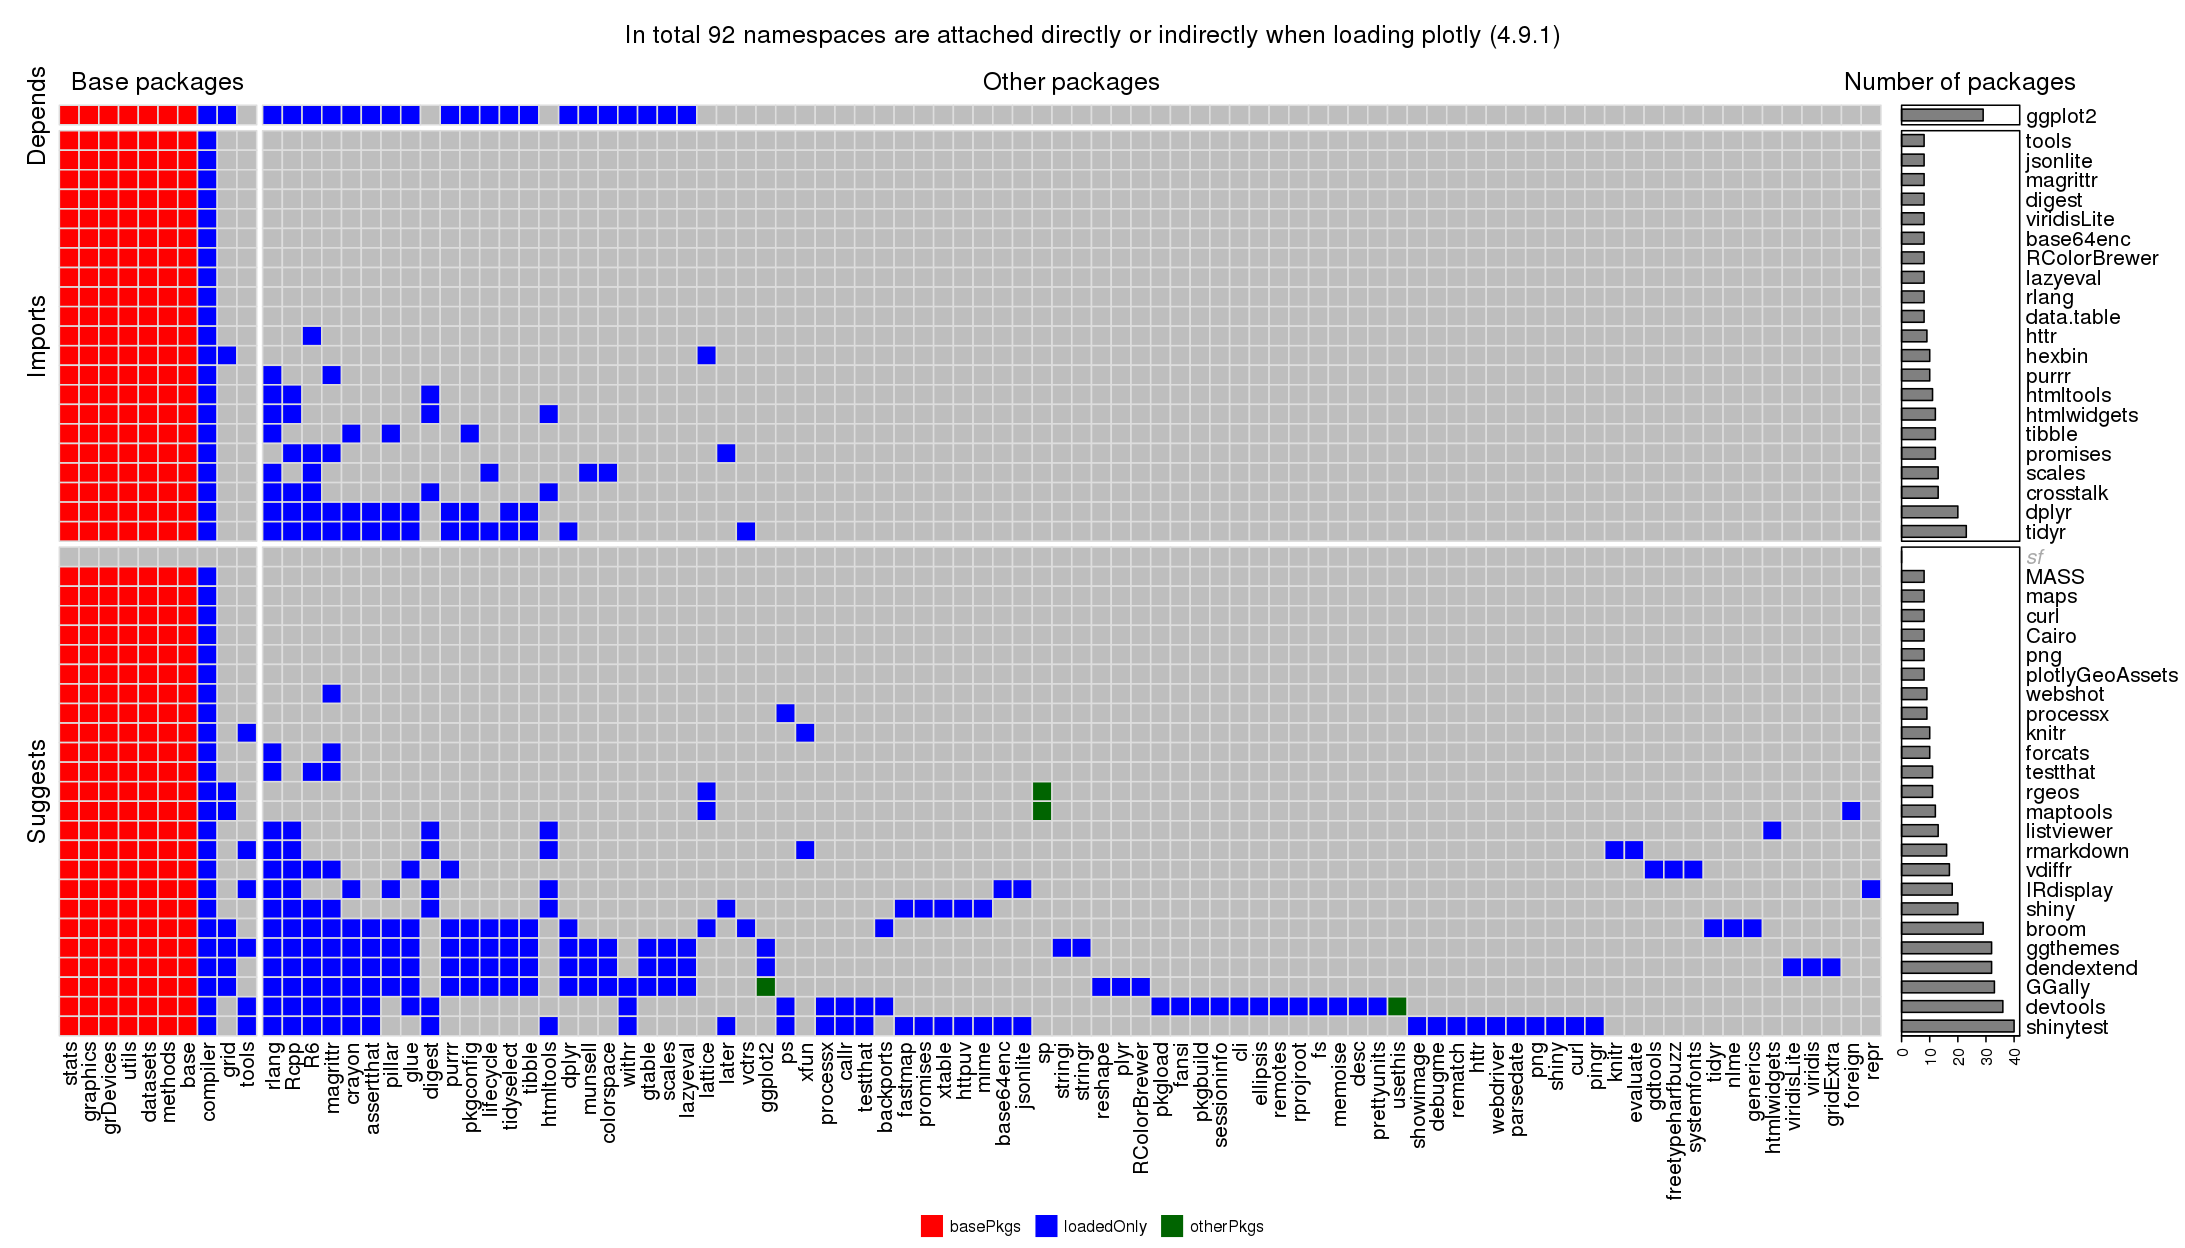 In total 92 namespaces are attached directly or indirectly when loading plotly (4.9.1)
Base packages
Other packages
Number of packages
Depends
Imports
Suggests
ggplot2
tools
jsonlite
magrittr
digest
viridisLite
base64enc
RColorBrewer
lazyeval
rlang
data.table
httr
hexbin
purrr
htmltools
htmlwidgets
tibble
promises
scales
crosstalk
dplyr
tidyr
sf
MASS
maps
curl
Cairo
png
plotlyGeoAssets
webshot
processx
knitr
forcats
testthat
rgeos
maptools
listviewer
rmarkdown
vdiffr
IRdisplay
shiny
broom
ggthemes
dendextend
GGally
devtools
shinytest
0
10
20
30
40
stats
graphics
grDevices
utils
datasets
methods
base
compiler
grid
tools
rlang
Rcpp
R6
magrittr
crayon
assertthat
pillar
glue
digest
purrr
pkgconfig
lifecycle
tidyselect
tibble
htmltools
dplyr
munsell
colorspace
withr
gtable
scales
lazyeval
lattice
later
vctrs
ggplot2
ps
xfun
processx
callr
testthat
backports
fastmap
promises
xtable
httpuv
mime
base64enc
jsonlite
sp
stringi
stringr
reshape
plyr
RColorBrewer
pkgload
fansi
pkgbuild
sessioninfo
cli
ellipsis
remotes
rprojroot
fs
memoise
desc
prettyunits
usethis
showimage
debugme
rematch
httr
webdriver
parsedate
png
shiny
curl
pingr
knitr
evaluate
gdtools
freetypeharfbuzz
systemfonts
tidyr
nlme
generics
htmlwidgets
viridisLite
viridis
gridExtra
foreign
repr
basePkgs
loadedOnly
otherPkgs